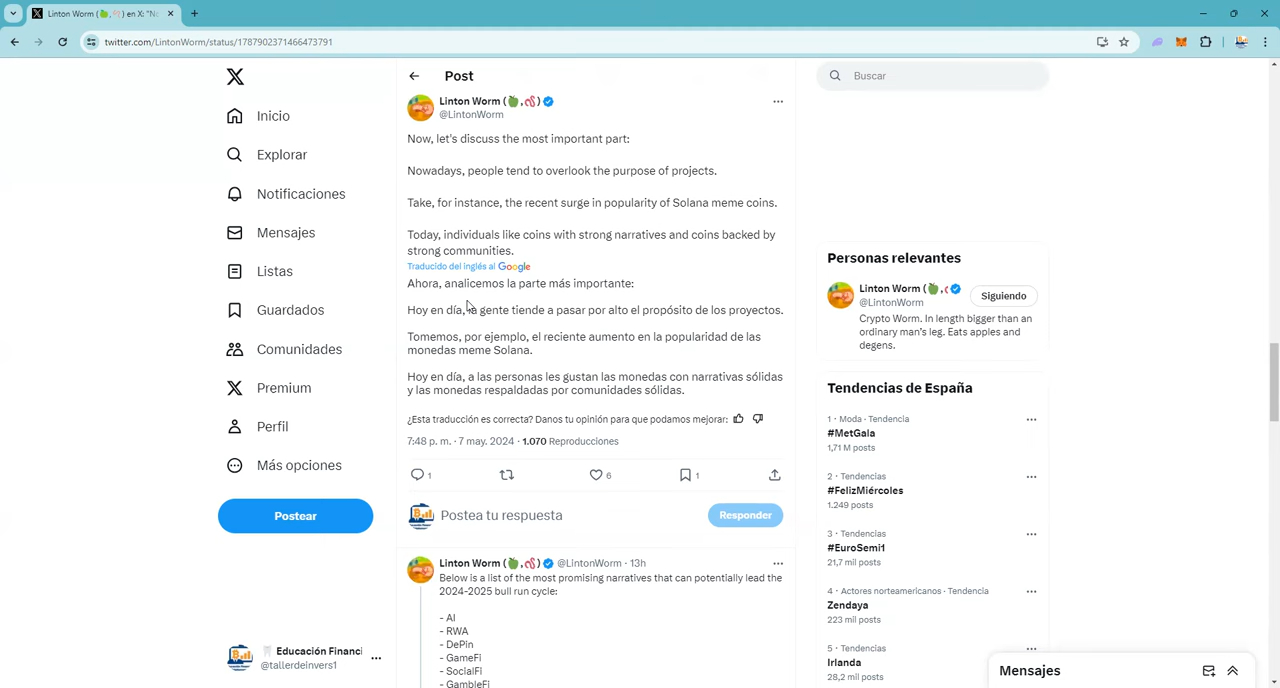 Linton Worm (🍏,🪱) en X: "No
twitter.com/LintonWorm/status/1787902371466473791
Inicio
Explorar
Notificaciones
Mensajes
Listas
Guardados
Comunidades
Premium
Perfil
Más opciones
Postear
Educación Financi
@tallerdeinvers1
Post
Linton Worm (🍏,🪱)
@LintonWorm
Now, let's discuss the most important part:
Nowadays, people tend to overlook the purpose of projects.
Take, for instance, the recent surge in popularity of Solana meme coins.
Today, individuals like coins with strong narratives and coins backed by
strong communities.
Traducido del inglés al Google
Ahora, analicemos la parte más importante:
Hoy en día, la gente tiende a pasar por alto el propósito de los proyectos.
Tomemos, por ejemplo, el reciente aumento en la popularidad de las
monedas meme Solana.
Hoy en día, a las personas les gustan las monedas con narrativas sólidas
y las monedas respaldadas por comunidades sólidas.
¿Esta traducción es correcta? Danos tu opinión para que podamos mejorar:
7:48 p. m. · 7 may. 2024 · 1.070 Reproducciones
1
6
1
Postea tu respuesta
Responder
Linton Worm (🍏,🪱) @LintonWorm · 13h
Below is a list of the most promising narratives that can potentially lead the
2024-2025 bull run cycle:
- AI
- RWA
- DePin
- GameFi
- SocialFi
- GambleFi
Buscar
Personas relevantes
Linton Worm (🍏,
@LintonWorm
Siguiendo
Crypto Worm. In length bigger than an
ordinary man's leg. Eats apples and
degens.
Tendencias de España
1 · Moda · Tendencia
#MetGala
1,71 M posts
2 · Tendencias
#FelizMiércoles
1.249 posts
3 · Tendencias
#EuroSemi1
21,7 mil posts
4 · Actores norteamericanos · Tendencia
Zendaya
223 mil posts
5 · Tendencias
Irlanda
28,2 mil posts
Mensajes